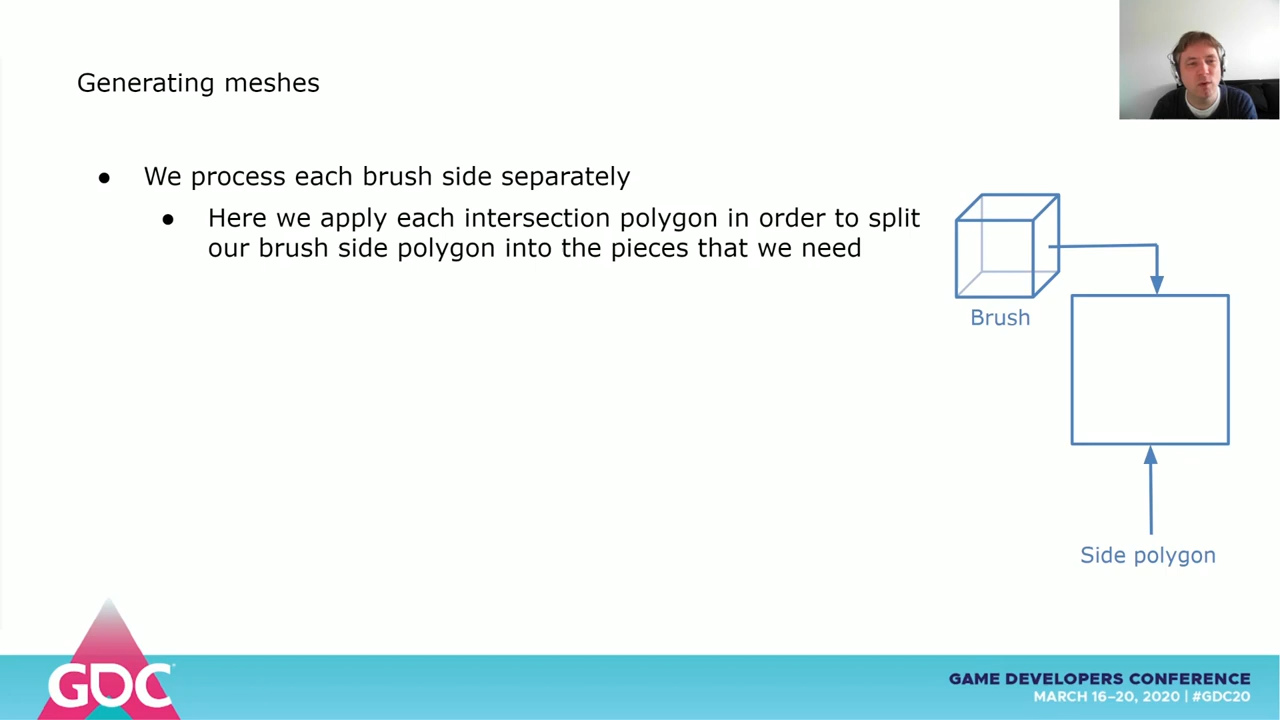 Generating meshes
● We process each brush side separately
● Here we apply each intersection polygon in order to split
our brush side polygon into the pieces that we need
Brush
Side polygon
GDC
GAME DEVELOPERS CONFERENCE
MARCH 16–20, 2020 | #GDC20